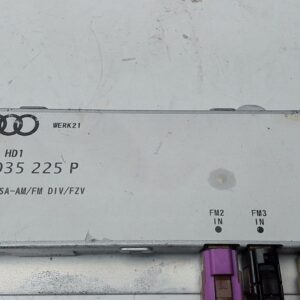 WERK21
HD1
035 225 P
SA-AM/FM DIV/FZV
FM2 FM3
IN IN